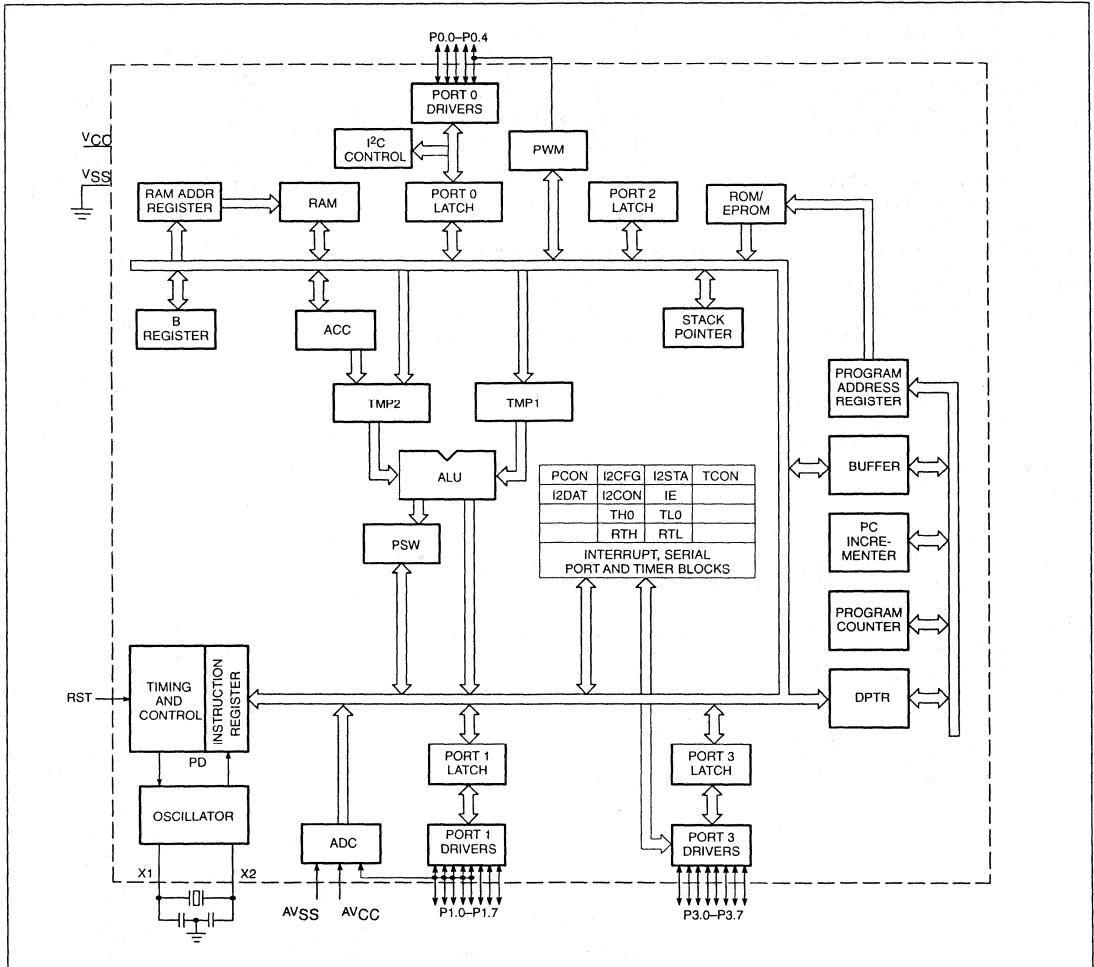 P0.0–P0.4
PORT 0
DRIVERS
VCC
I²C
CONTROL
PWM
VSS
RAM ADDR
REGISTER
RAM
PORT 0
LATCH
PORT 2
LATCH
ROM/
EPROM
B
REGISTER
ACC
STACK
POINTER
PROGRAM
ADDRESS
REGISTER
TMP2
TMP1
BUFFER
ALU
PCON I2CFG I2STA TCON
I2DAT I2CON IE
TH0 TL0
RTH RTL
INTERRUPT, SERIAL
PORT AND TIMER BLOCKS
PSW
PC
INCRE-
MENTER
PROGRAM
COUNTER
RST
TIMING
AND
CONTROL
INSTRUCTION
REGISTER
DPTR
PD
PORT 1
LATCH
PORT 3
LATCH
OSCILLATOR
ADC
PORT 1
DRIVERS
PORT 3
DRIVERS
X1
X2
AVSS
AVCC
P1.0–P1.7
P3.0–P3.7